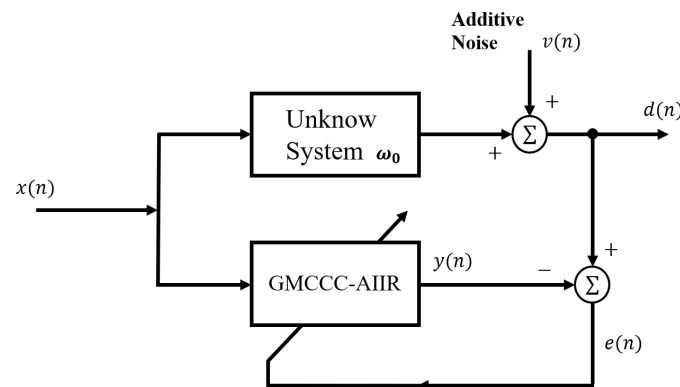 Additive
Noise
v(n)
+
d(n)
Unknow
System ω₀
Σ
+
x(n)
+
y(n)
−
GMCCC-AIIR
Σ
e(n)